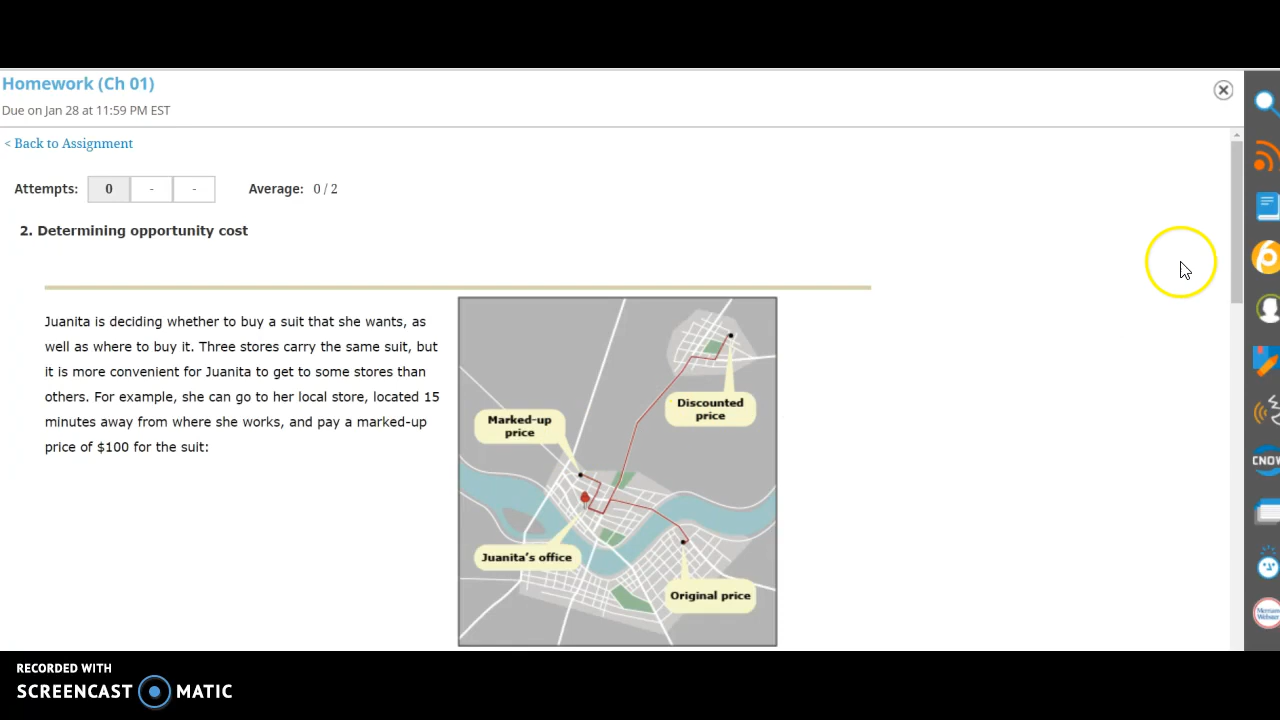 Homework (Ch 01)
Due on Jan 28 at 11:59 PM EST
< Back to Assignment
Attempts: 0 - - Average: 0 / 2
2. Determining opportunity cost
Juanita is deciding whether to buy a suit that she wants, as
well as where to buy it. Three stores carry the same suit, but
it is more convenient for Juanita to get to some stores than
others. For example, she can go to her local store, located 15
minutes away from where she works, and pay a marked-up
price of $100 for the suit:
Discounted
price
Marked-up
price
Juanita's office
Original price
CNOW
Merriam
Webster
RECORDED WITH
SCREENCAST MATIC